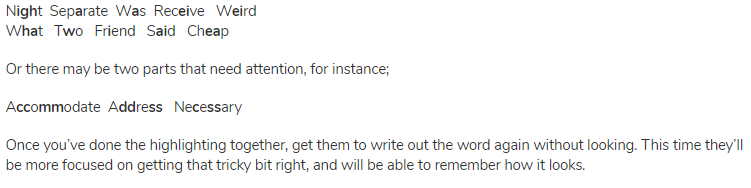 Night Separate Was Receive Weird
What Two Friend Said Cheap
Or there may be two parts that need attention, for instance;
Accommodate Address Necessary
Once you've done the highlighting together, get them to write out the word again without looking. This time they'll
be more focused on getting that tricky bit right, and will be able to remember how it looks.